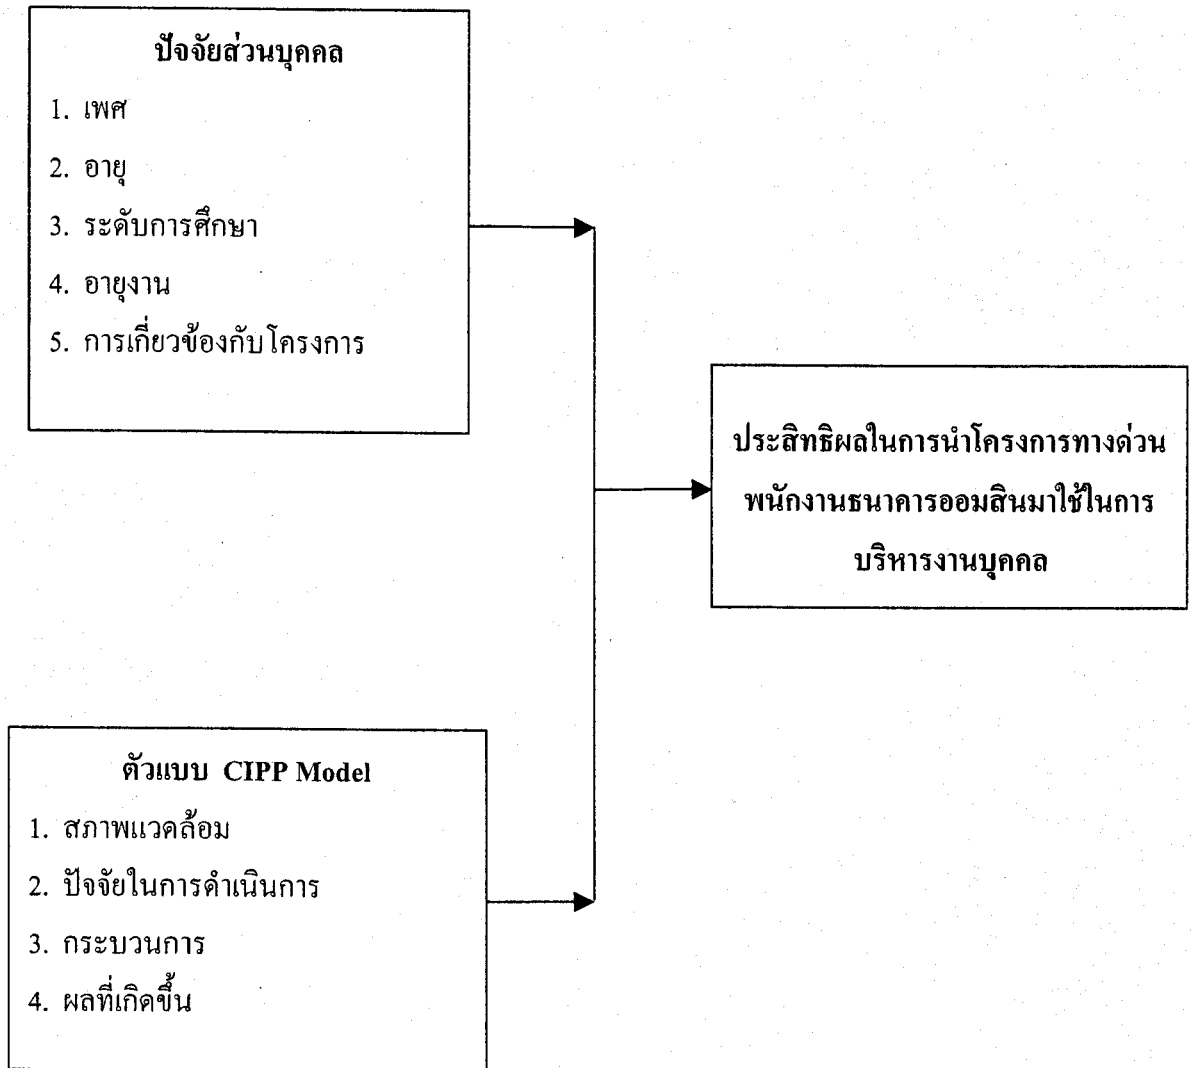 ปัจจัยส่วนบุคคล
1. เพศ
2. อายุ
3. ระดับการศึกษา
4. อายุงาน
5. การเกี่ยวข้องกับโครงการ
ประสิทธิผลในการนำโครงการทางด่วน
พนักงานธนาคารออมสินมาใช้ในการ
บริหารงานบุคคล
ตัวแบบ CIPP Model
1. สภาพแวดล้อม
2. ปัจจัยในการดำเนินการ
3. กระบวนการ
4. ผลที่เกิดขึ้น